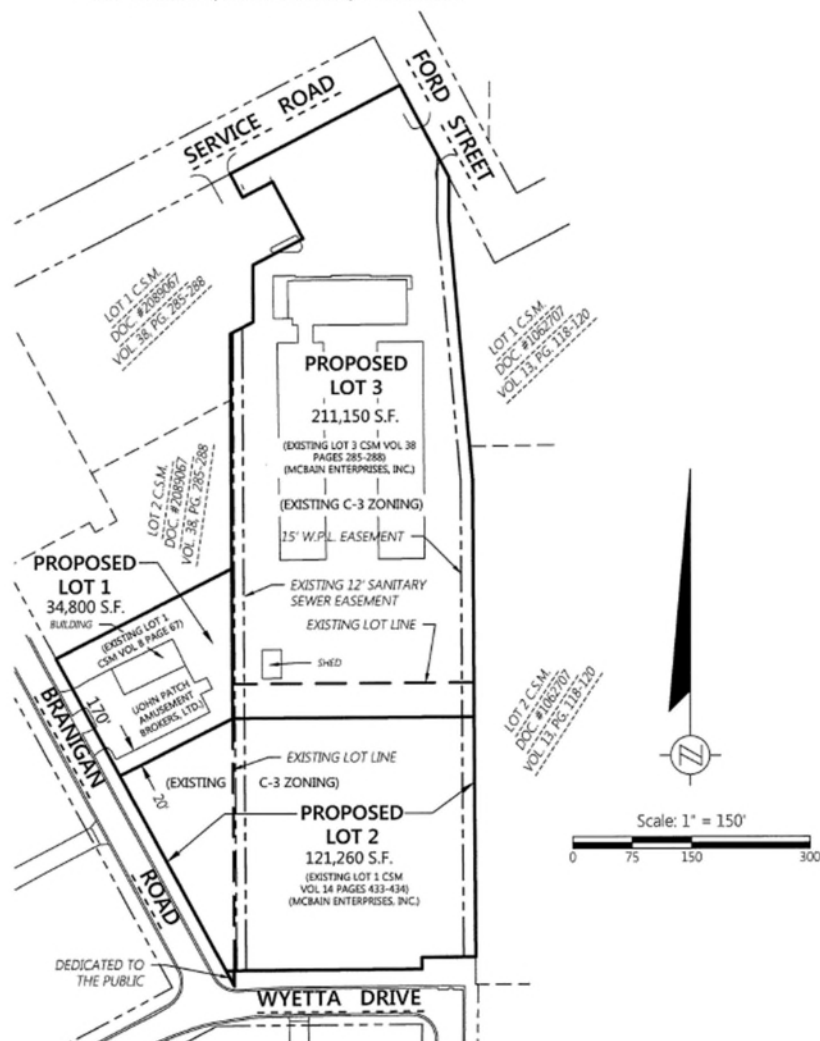 SERVICE ROAD
FORD STREET
LOT 1 C.S.M.
DOC. #2089067
VOL. 38, PG. 285-288
LOT 1 C.S.M.
DOC. #1062707
VOL. 13, PG. 118-120
PROPOSED
LOT 3
211,150 S.F.
(EXISTING LOT 3 CSM VOL 38
PAGES 285-288)
(MCBAIN ENTERPRISES, INC.)
(EXISTING C-3 ZONING)
15' W.P.L. EASEMENT
LOT 2 C.S.M.
DOC. #2089067
VOL. 38, PG. 285-288
PROPOSED
LOT 1
34,800 S.F.
BUILDING
(EXISTING LOT 1
CSM VOL 8 PAGE 67)
EXISTING 12' SANITARY
SEWER EASEMENT
EXISTING LOT LINE
SHED
(JOHN PATCH
AMUSEMENT
BROKERS, LTD.)
170'
BRANIGAN ROAD
LOT 2 C.S.M.
DOC. #1062707
VOL. 13, PG. 118-120
EXISTING LOT LINE
20'
(EXISTING C-3 ZONING)
PROPOSED
LOT 2
121,260 S.F.
(EXISTING LOT 1 CSM
VOL 14 PAGES 433-434)
(MCBAIN ENTERPRISES, INC.)
N
Scale: 1" = 150'
0 75 150 300
DEDICATED TO
THE PUBLIC
WYETTA DRIVE